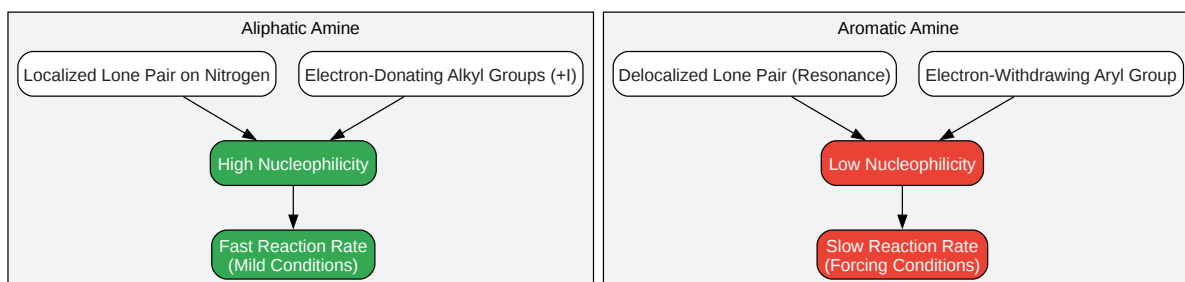 Aliphatic Amine
Localized Lone Pair on Nitrogen
Electron-Donating Alkyl Groups (+I)
High Nucleophilicity
Fast Reaction Rate
(Mild Conditions)
Aromatic Amine
Delocalized Lone Pair (Resonance)
Electron-Withdrawing Aryl Group
Low Nucleophilicity
Slow Reaction Rate
(Forcing Conditions)